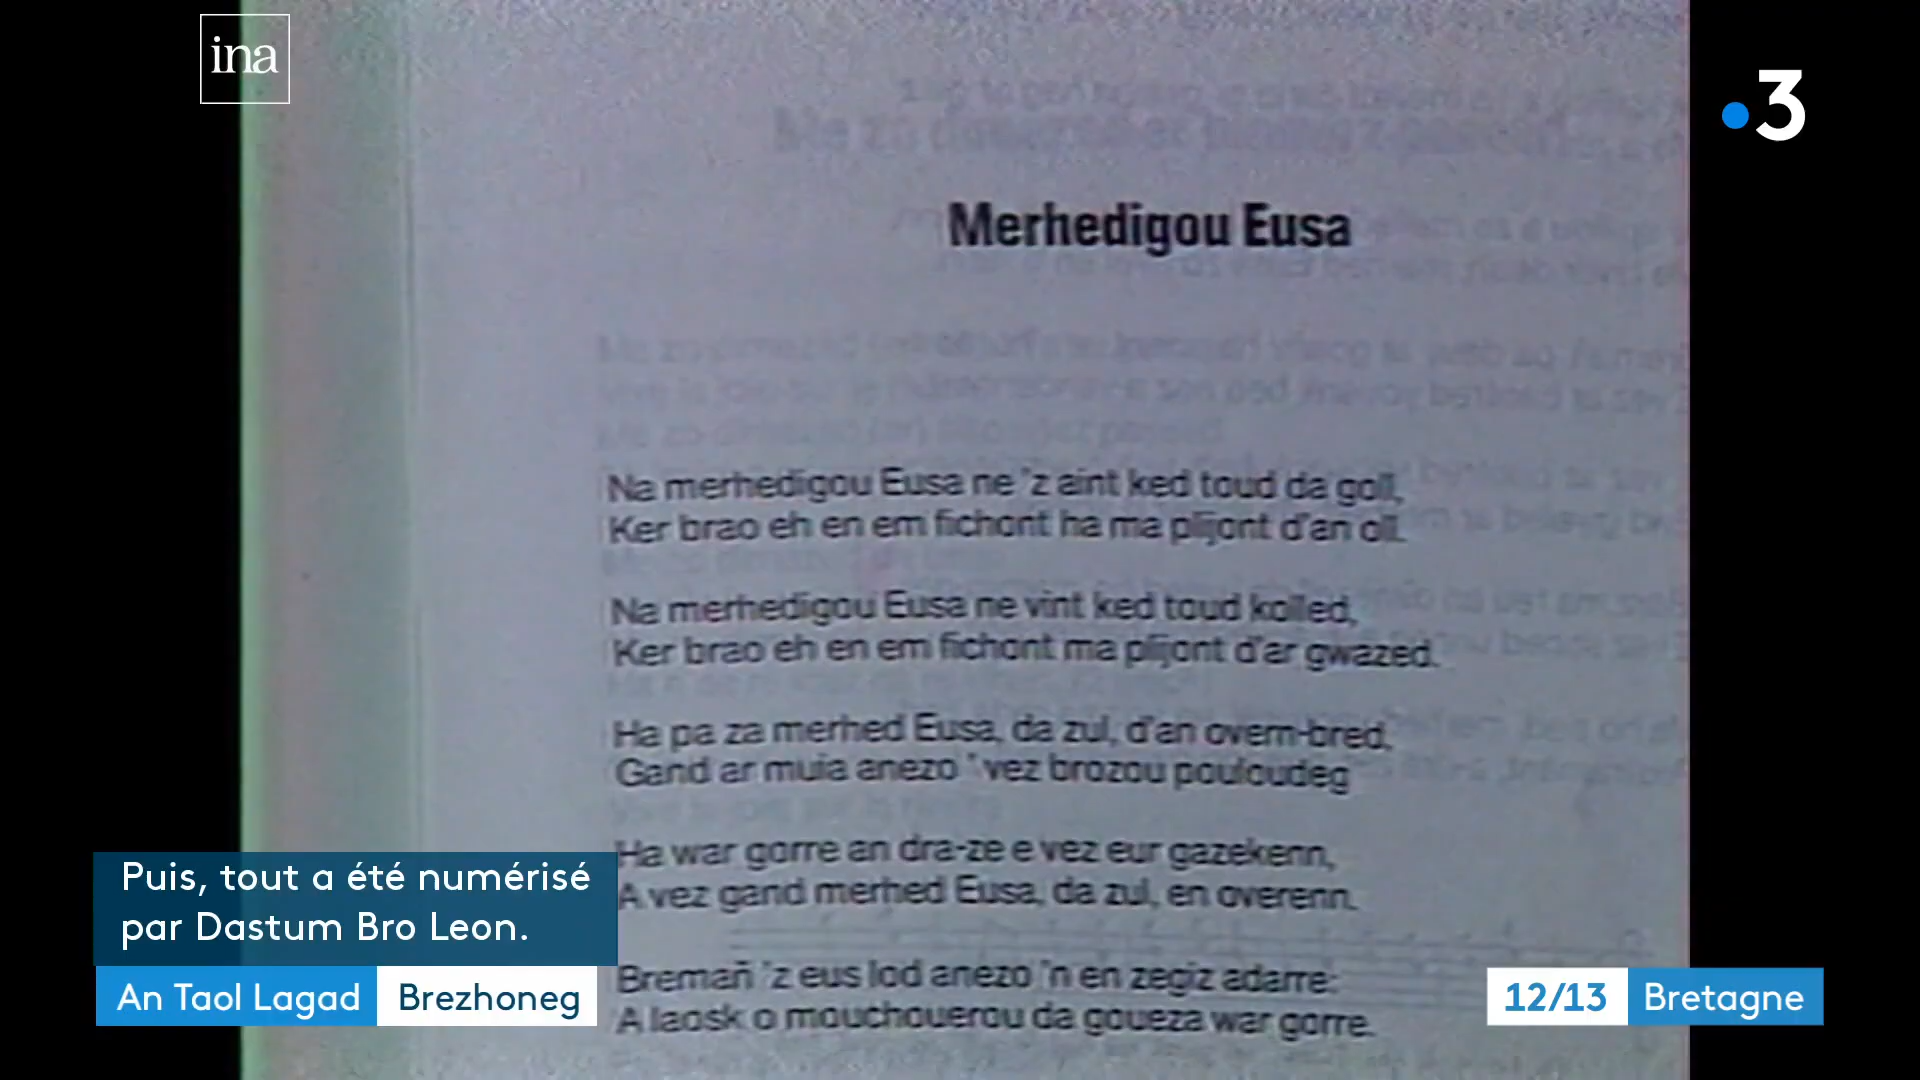 ina
3
Merhedigou Eusa
Na merhedigou Eusa ne 'z aint ked toud da goll,
Ker brao eh en em fichont ha ma plijont d'an oll.
Na merhedigou Eusa ne vint ked toud kolled,
Ker brao eh en em fichont ma plijont d'ar gwazed.
Ha pa za merhed Eusa, da zul, d'an overn-bred,
Gand ar muia anezo 'vez brozou pouloudeg
Ha war gorre an dra-ze e vez eur gazekenn,
A vez gand merhed Eusa, da zul, en overenn.
Bremañ 'z eus lod anezo 'n en zegiz adarre:
A laosk o mouchouerou da goueza war gorre.
Puis, tout a été numérisé
par Dastum Bro Leon.
An Taol Lagad Brezhoneg
12/13 Bretagne